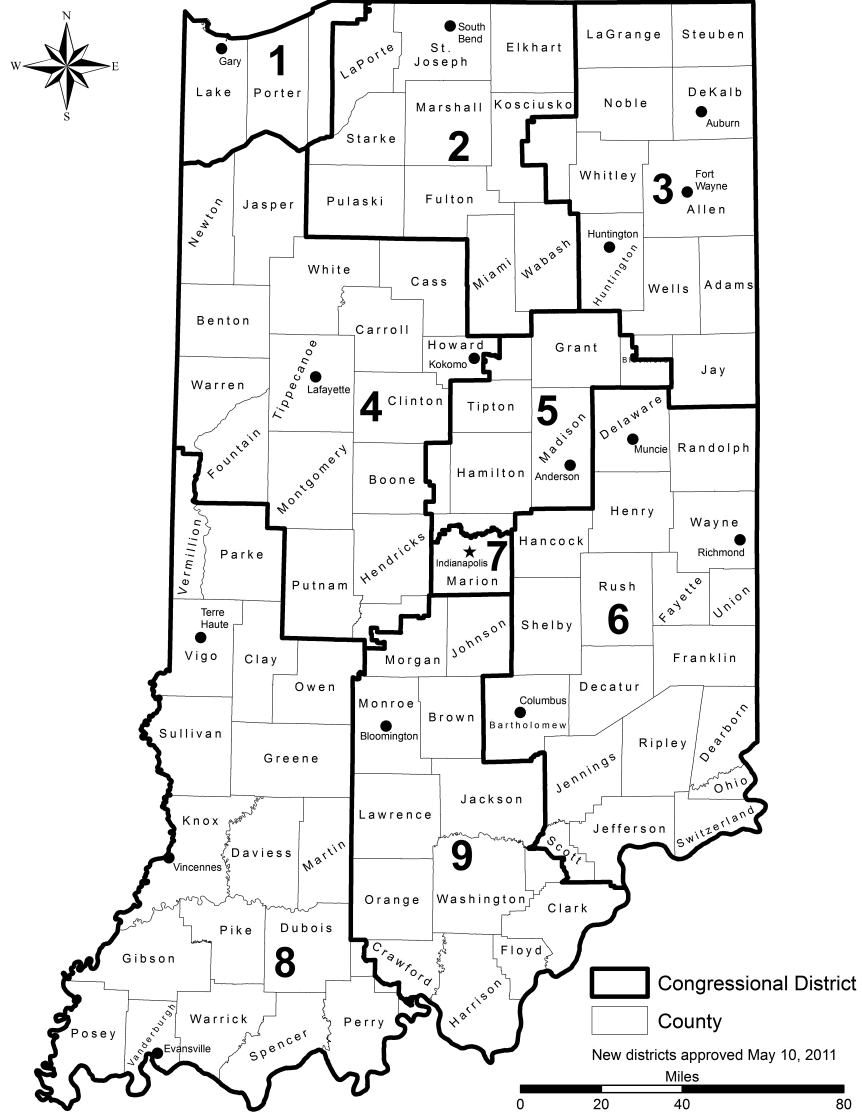 N
W E
S
South
Bend
Gary
1
LaPorte
St.
Joseph
Elkhart
LaGrange
Steuben
Lake
Porter
Marshall
Kosciusko
Noble
DeKalb
Auburn
Starke
2
Whitley
3
Fort
Wayne
Allen
Newton
Jasper
Pulaski
Fulton
Miami
Wabash
Huntington
Huntington
White
Cass
Wells
Adams
Benton
Carroll
Howard
Kokomo
Grant
Jay
Warren
Tippecanoe
Lafayette
4
Clinton
Tipton
5
Madison
Anderson
Delaware
Muncie
Randolph
Fountain
Montgomery
Boone
Hamilton
Henry
Wayne
Richmond
Vermillion
Parke
Putnam
Hendricks
Indianapolis
7
Marion
Hancock
Rush
6
Fayette
Union
Terre
Haute
Vigo
Clay
Owen
Morgan
Johnson
Shelby
Franklin
Decatur
Monroe
Bloomington
Brown
Columbus
Bartholomew
Sullivan
Greene
Jennings
Ripley
Dearborn
Ohio
Switzerland
Jefferson
Scott
Knox
Vincennes
Daviess
Martin
Lawrence
Jackson
9
Orange
Washington
Clark
Floyd
Crawford
Harrison
Pike
Dubois
8
Gibson
Posey
Vanderburgh
Evansville
Warrick
Spencer
Perry
Congressional District
County
New districts approved May 10, 2011
Miles
0 20 40 80